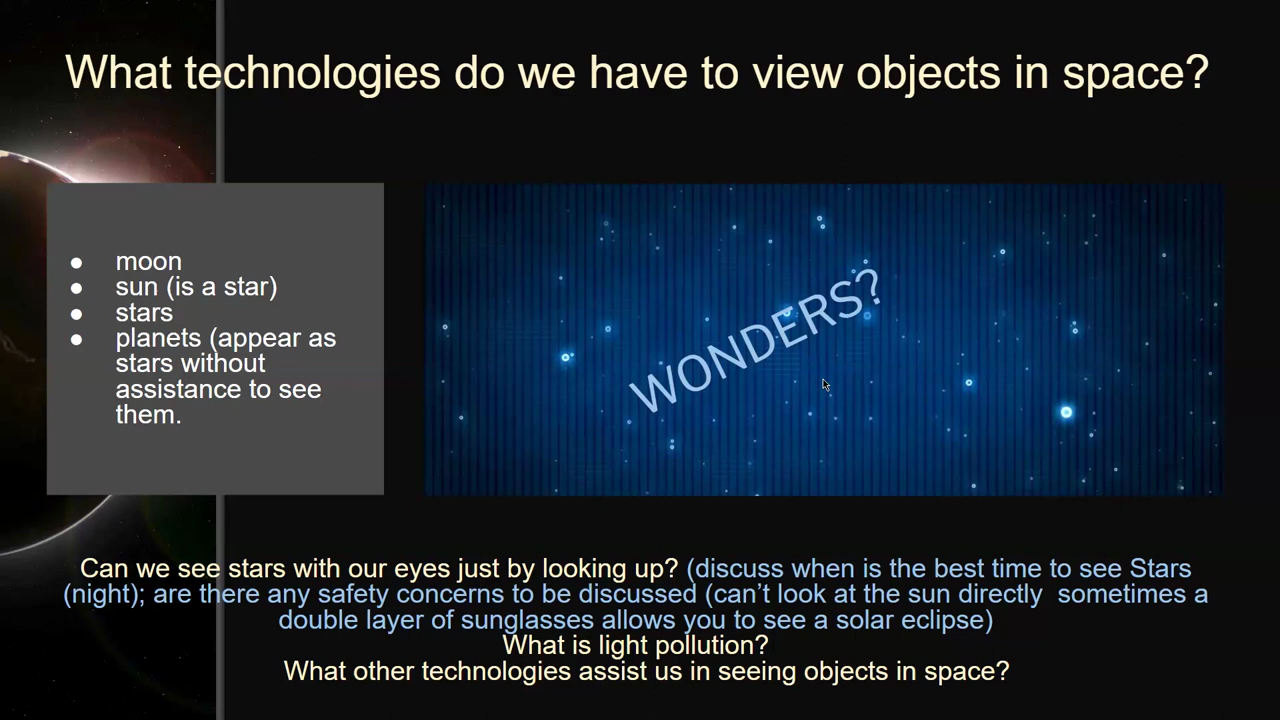 What technologies do we have to view objects in space?
● moon
● sun (is a star)
● stars
● planets (appear as
stars without
assistance to see
them.
WONDERS?
Can we see stars with our eyes just by looking up? (discuss when is the best time to see Stars
(night); are there any safety concerns to be discussed (can’t look at the sun directly  sometimes a
double layer of sunglasses allows you to see a solar eclipse)
What is light pollution?
What other technologies assist us in seeing objects in space?